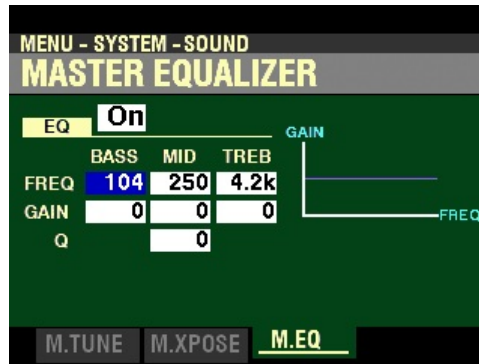 MENU - SYSTEM - SOUND
MASTER EQUALIZER
EQ On
GAIN
BASS MID TREB
FREQ 104 250 4.2k
GAIN 0 0 0
FREQ
Q 0
M.TUNE M.XPOSE M.EQ